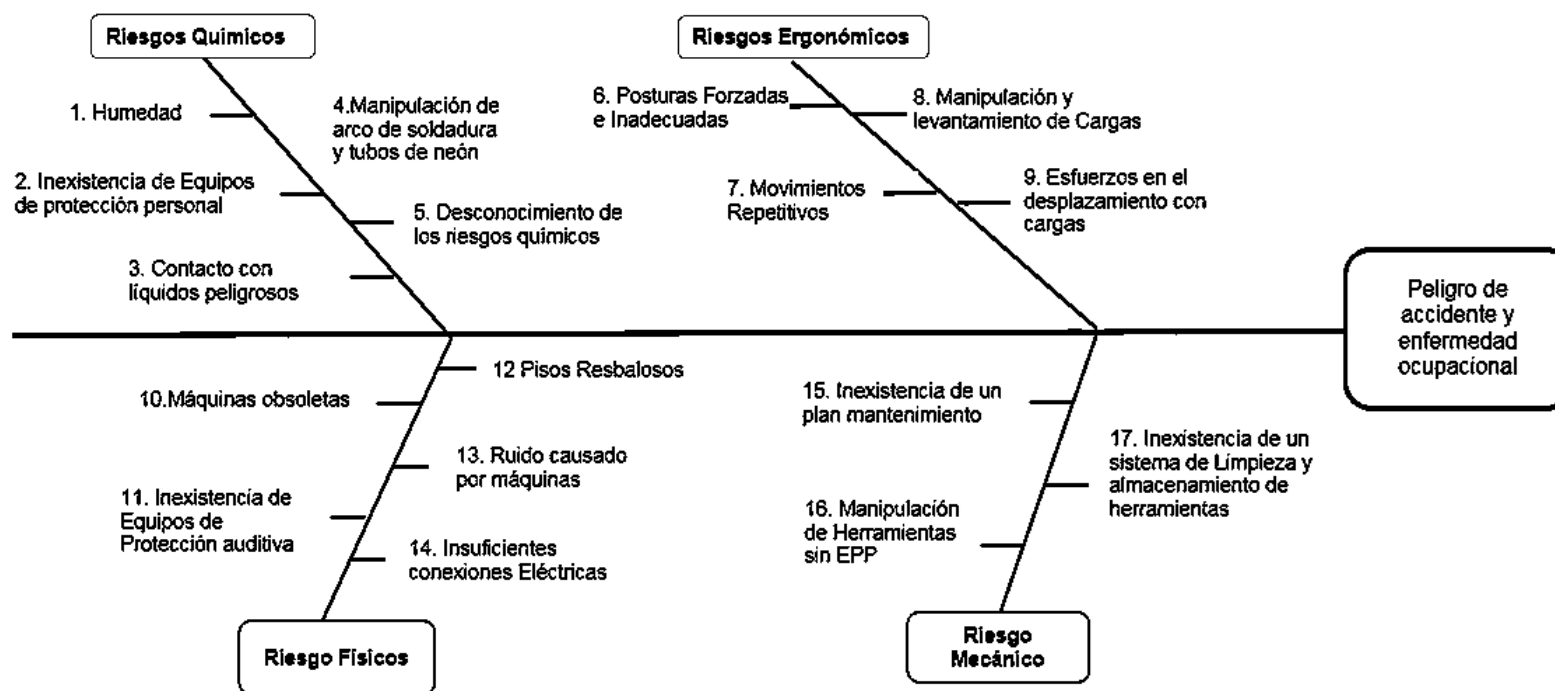 Riesgos Químicos
1. Humedad
2. Inexistencia de Equipos
de protección personal
3. Contacto con
líquidos peligrosos
4.Manipulación de
arco de soldadura
y tubos de neón
5. Desconocimiento de
los riesgos químicos
Riesgos Ergonómicos
6. Posturas Forzadas
e Inadecuadas
7. Movimientos
Repetitivos
8. Manipulación y
levantamiento de Cargas
9. Esfuerzos en el
desplazamiento con
cargas
Peligro de
accidente y
enfermedad
ocupacional
10.Máquinas obsoletas
11. Inexistencia de
Equipos de
Protección auditiva
12 Pisos Resbalosos
13. Ruido causado
por máquinas
14. Insuficientes
conexiones Eléctricas
Riesgo Físicos
15. Inexistencia de un
plan mantenimiento
16. Manipulación
de Herramientas
sin EPP
17. Inexistencia de un
sistema de Limpieza y
almacenamiento de
herramientas
Riesgo
Mecánico